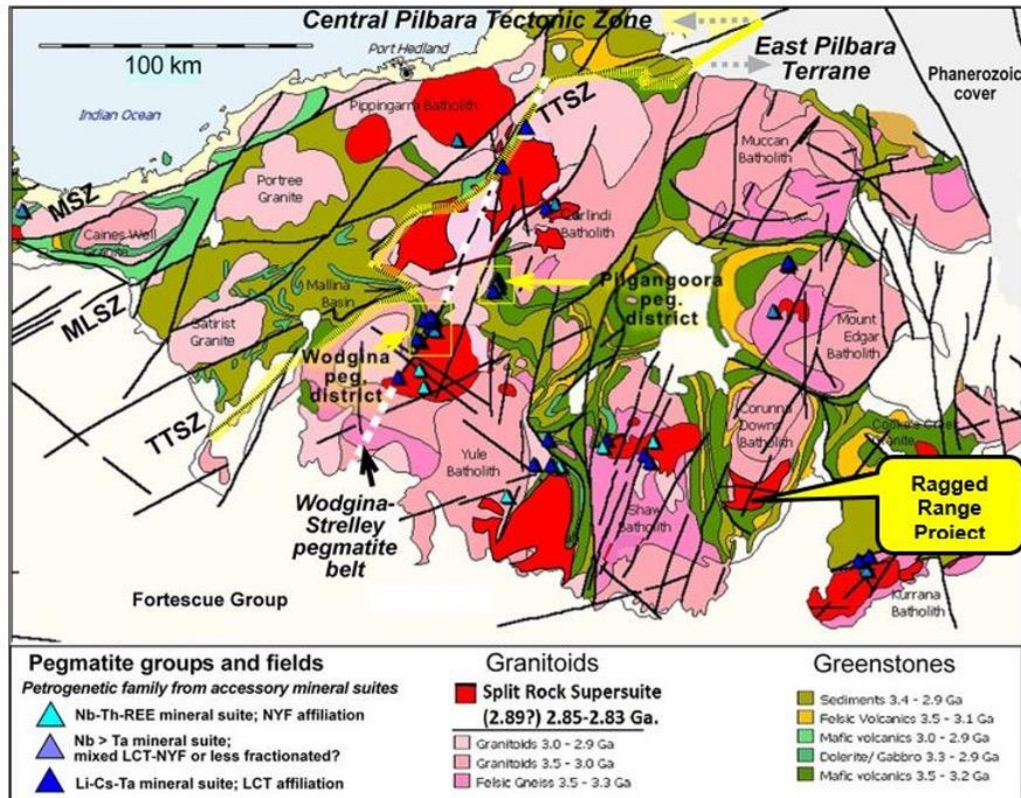 Central Pilbara Tectonic Zone
East Pilbara
Terrane
100 km
Port Hedland
Phanerozoic
cover
Indian Ocean
Pippingarra Batholith
TTSZ
Muccan
Batholith
MSZ
Portree
Granite
Caines Well
Granite
Carlindi
Batholith
Mallina
Basin
Pilgangoora
peg.
district
MLSZ
Satirist
Granite
Mount
Edgar
Batholith
Wodgina
peg.
district
TTSZ
Corunna
Downs
Batholith
Cooke's Creek
Granite
Yule
Batholith
Ragged
Range
Project
Shaw
Batholith
Wodgina-
Strelley
pegmatite
belt
Fortescue Group
Kurrana
Batholith
Pegmatite groups and fields
Petrogenetic family from accessory mineral suites
Nb-Th-REE mineral suite; NYF affiliation
Nb > Ta mineral suite;
mixed LCT-NYF or less fractionated?
Li-Cs-Ta mineral suite; LCT affiliation
Granitoids
Split Rock Supersuite
(2.89?) 2.85-2.83 Ga.
Granitoids 3.0 - 2.9 Ga
Granitoids 3.5 - 3.0 Ga
Felsic Gneiss 3.5 - 3.3 Ga
Greenstones
Sediments 3.4 - 2.9 Ga
Felsic Volcanics 3.5 - 3.1 Ga
Mafic volcanics 3.0 - 2.9 Ga
Dolerite/ Gabbro 3.3 - 2.9 Ga
Mafic volcanics 3.5 - 3.2 Ga